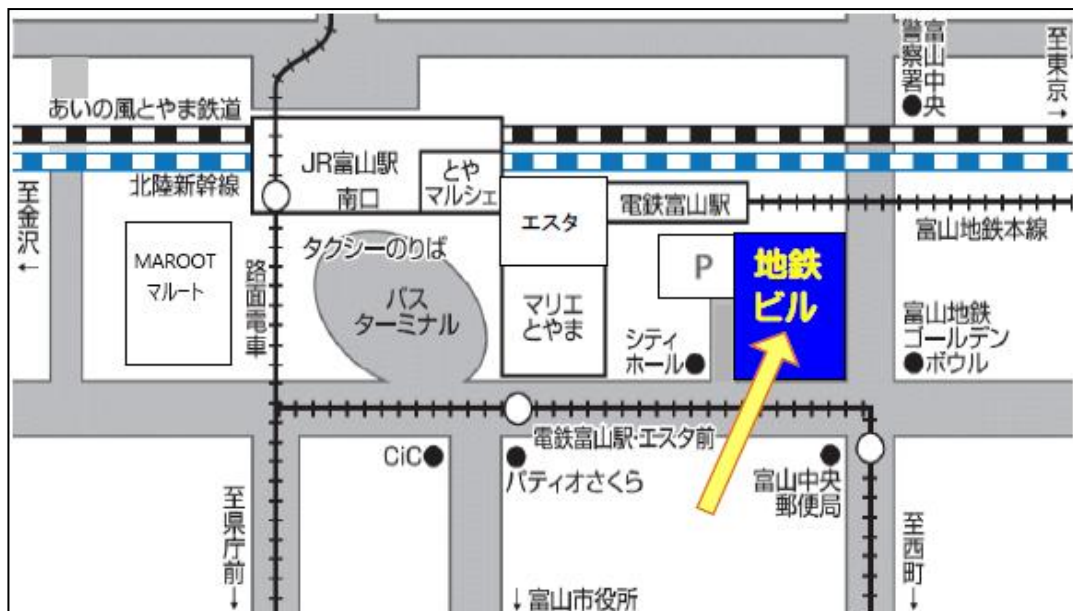 富山中央
警察署
至東京
→
あいの風とやま鉄道
JR富山駅
南口
とや
マルシェ
北陸新幹線
至金沢
←
エスタ
電鉄富山駅
富山地鉄本線
MAROOT
マルート
タクシーのりば
路面電車
バス
ターミナル
マリエ
とやま
P
地鉄
ビル
シティ
ホール
富山地鉄
ゴールデン
ボウル
電鉄富山駅・エスタ前
CiC
パティオさくら
富山中央
郵便局
至県庁前
↓
↓富山市役所
至西町
↓